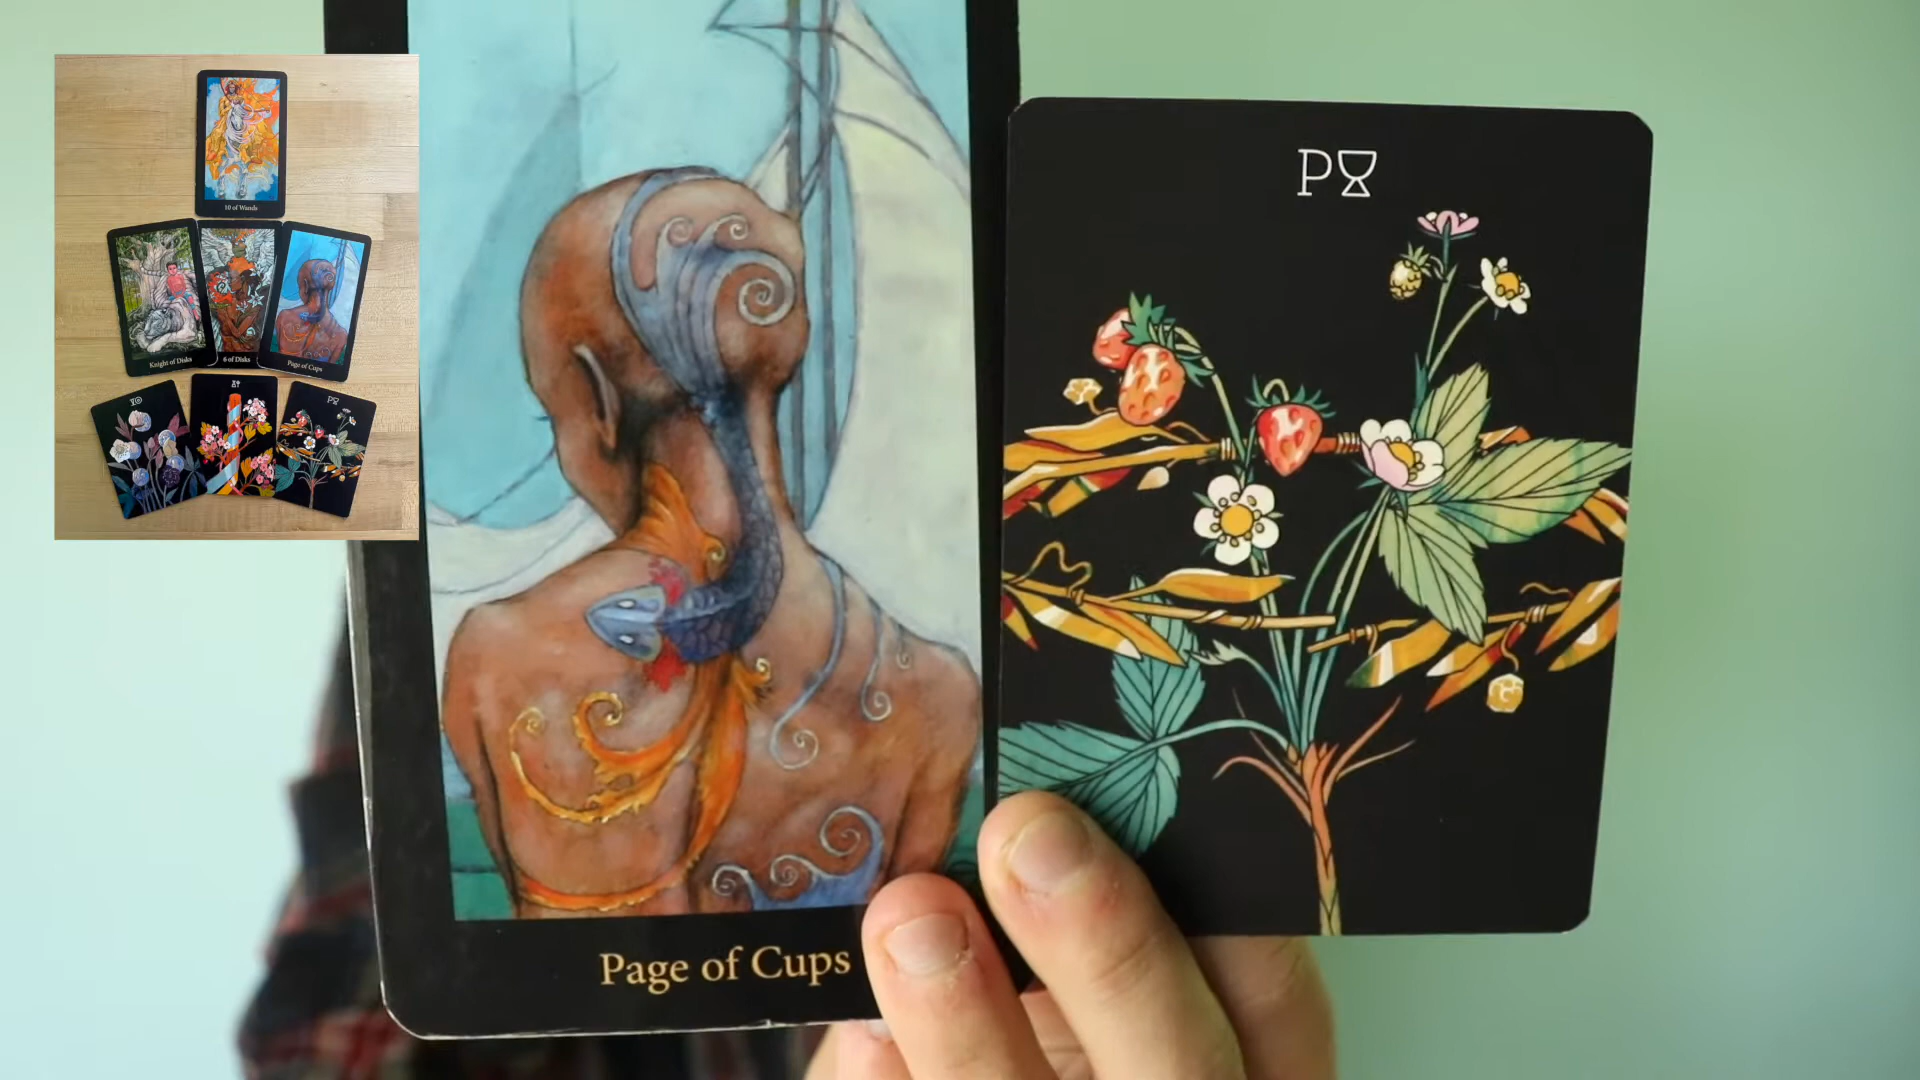 10 of Wands
Knight of Disks
6 of Disks
Page of Cups
P
Page of Cups
P